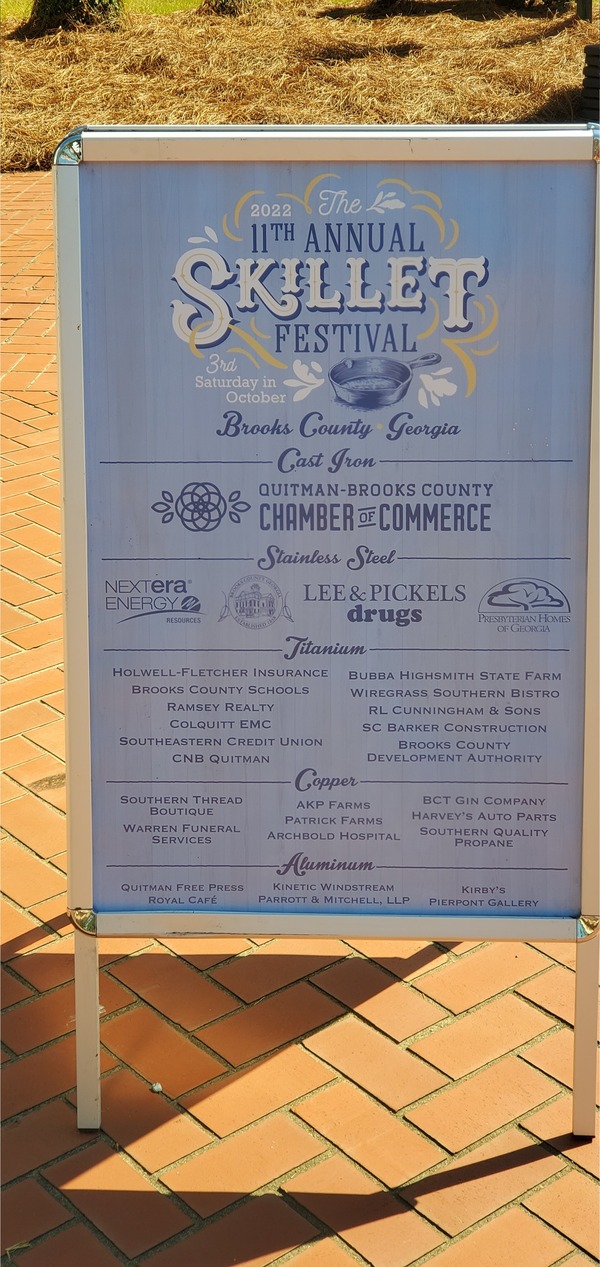 2022 The
11TH ANNUAL
SKILLET
FESTIVAL
3rd
Saturday in
October
Brooks County · Georgia
Cast Iron
QUITMAN-BROOKS COUNTY
CHAMBER OF COMMERCE
Stainless Steel
NEXTera®
ENERGY
RESOURCES
LEE & PICKELS
drugs
PRESBYTERIAN HOMES
OF GEORGIA
Titanium
HOLWELL-FLETCHER INSURANCE
BROOKS COUNTY SCHOOLS
RAMSEY REALTY
COLQUITT EMC
SOUTHEASTERN CREDIT UNION
CNB QUITMAN
BUBBA HIGHSMITH STATE FARM
WIREGRASS SOUTHERN BISTRO
RL CUNNINGHAM & SONS
SC BARKER CONSTRUCTION
BROOKS COUNTY
DEVELOPMENT AUTHORITY
Copper
SOUTHERN THREAD
BOUTIQUE
WARREN FUNERAL
SERVICES
AKP FARMS
PATRICK FARMS
ARCHBOLD HOSPITAL
BCT GIN COMPANY
HARVEY'S AUTO PARTS
SOUTHERN QUALITY
PROPANE
Aluminum
QUITMAN FREE PRESS
ROYAL CAFÉ
KINETIC WINDSTREAM
PARROTT & MITCHELL, LLP
KIRBY'S
PIERPONT GALLERY